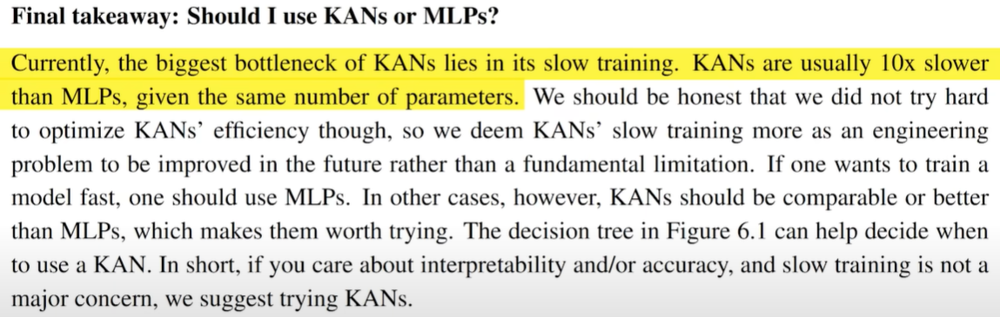 Final takeaway: Should I use KANs or MLPs?
Currently, the biggest bottleneck of KANs lies in its slow training. KANs are usually 10x slower
than MLPs, given the same number of parameters. We should be honest that we did not try hard
to optimize KANs’ efficiency though, so we deem KANs’ slow training more as an engineering
problem to be improved in the future rather than a fundamental limitation. If one wants to train a
model fast, one should use MLPs. In other cases, however, KANs should be comparable or better
than MLPs, which makes them worth trying. The decision tree in Figure 6.1 can help decide when
to use a KAN. In short, if you care about interpretability and/or accuracy, and slow training is not a
major concern, we suggest trying KANs.